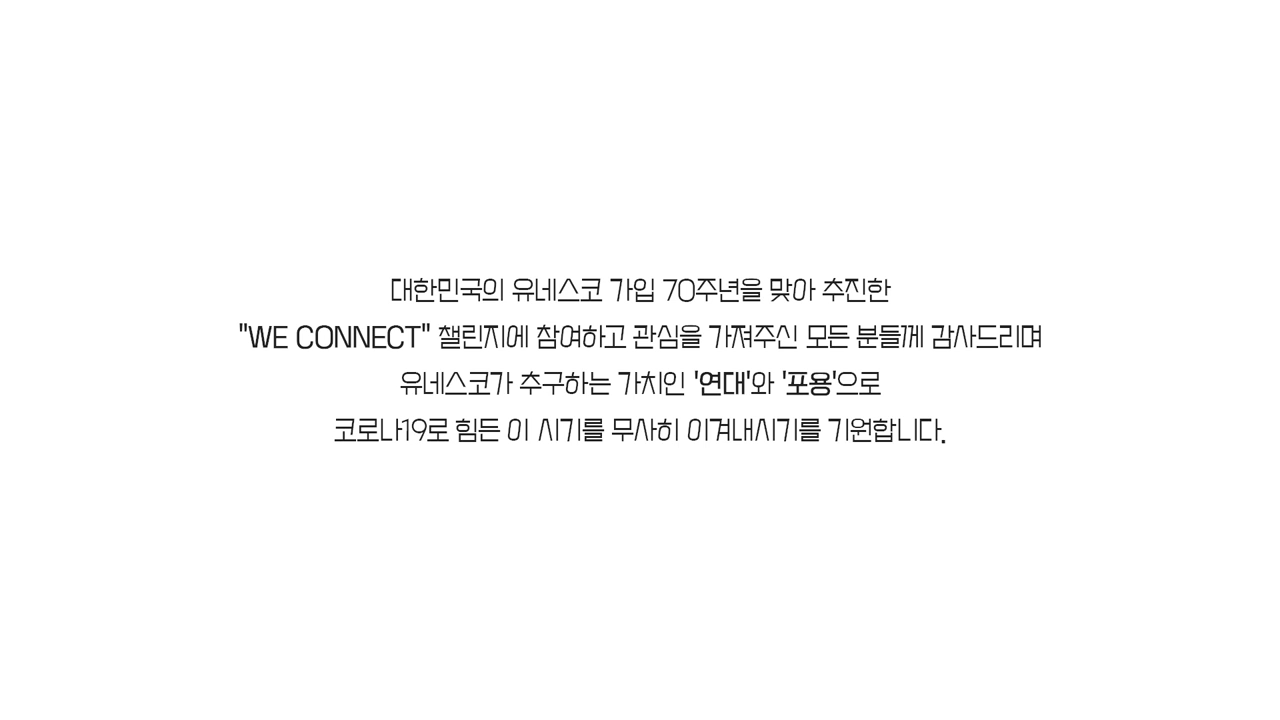 대한민국의 유네스코 가입 70주년을 맞아 추진한
"WE CONNECT" 챌린지에 참여하고 관심을 가져주신 모든 분들께 감사드리며
유네스코가 추구하는 가치인 '연대'와 '포용'으로
코로나19로 힘든 이 시기를 무사히 이겨내시기를 기원합니다.